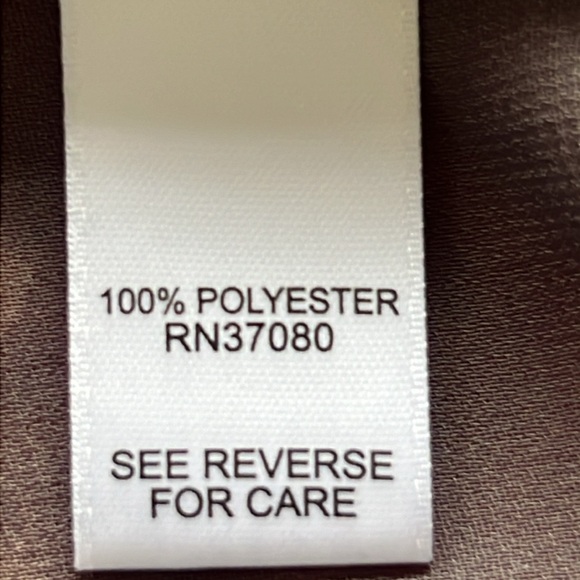 100% POLYESTER
RN37080
SEE REVERSE
FOR CARE